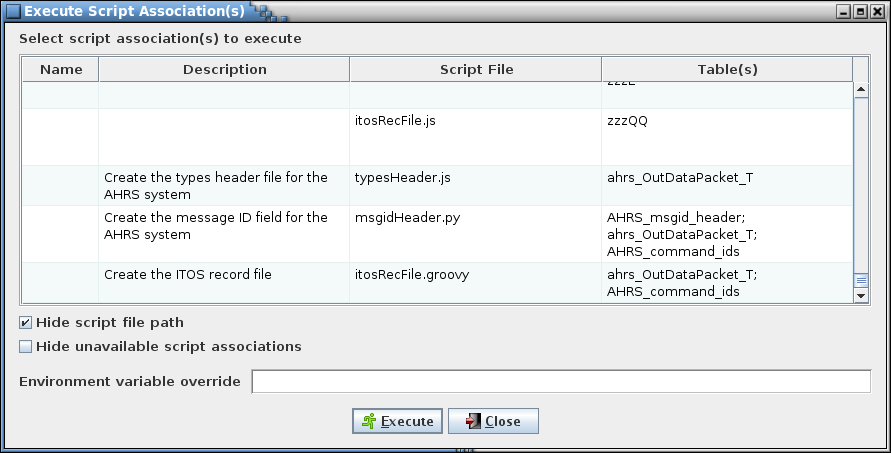 Execute Script Association(s)
Select script association(s) to execute
Name Description Script File Table(s)
itosRecFile.js zzzQQ
Create the types header file for the typesHeader.js ahrs_OutDataPacket_T
AHRS system
Create the message ID field for the msgidHeader.py AHRS_msgid_header;
AHRS system ahrs_OutDataPacket_T;
AHRS_command_ids
Create the ITOS record file itosRecFile.groovy ahrs_OutDataPacket_T;
AHRS_command_ids
Hide script file path
Hide unavailable script associations
Environment variable override
Execute Close